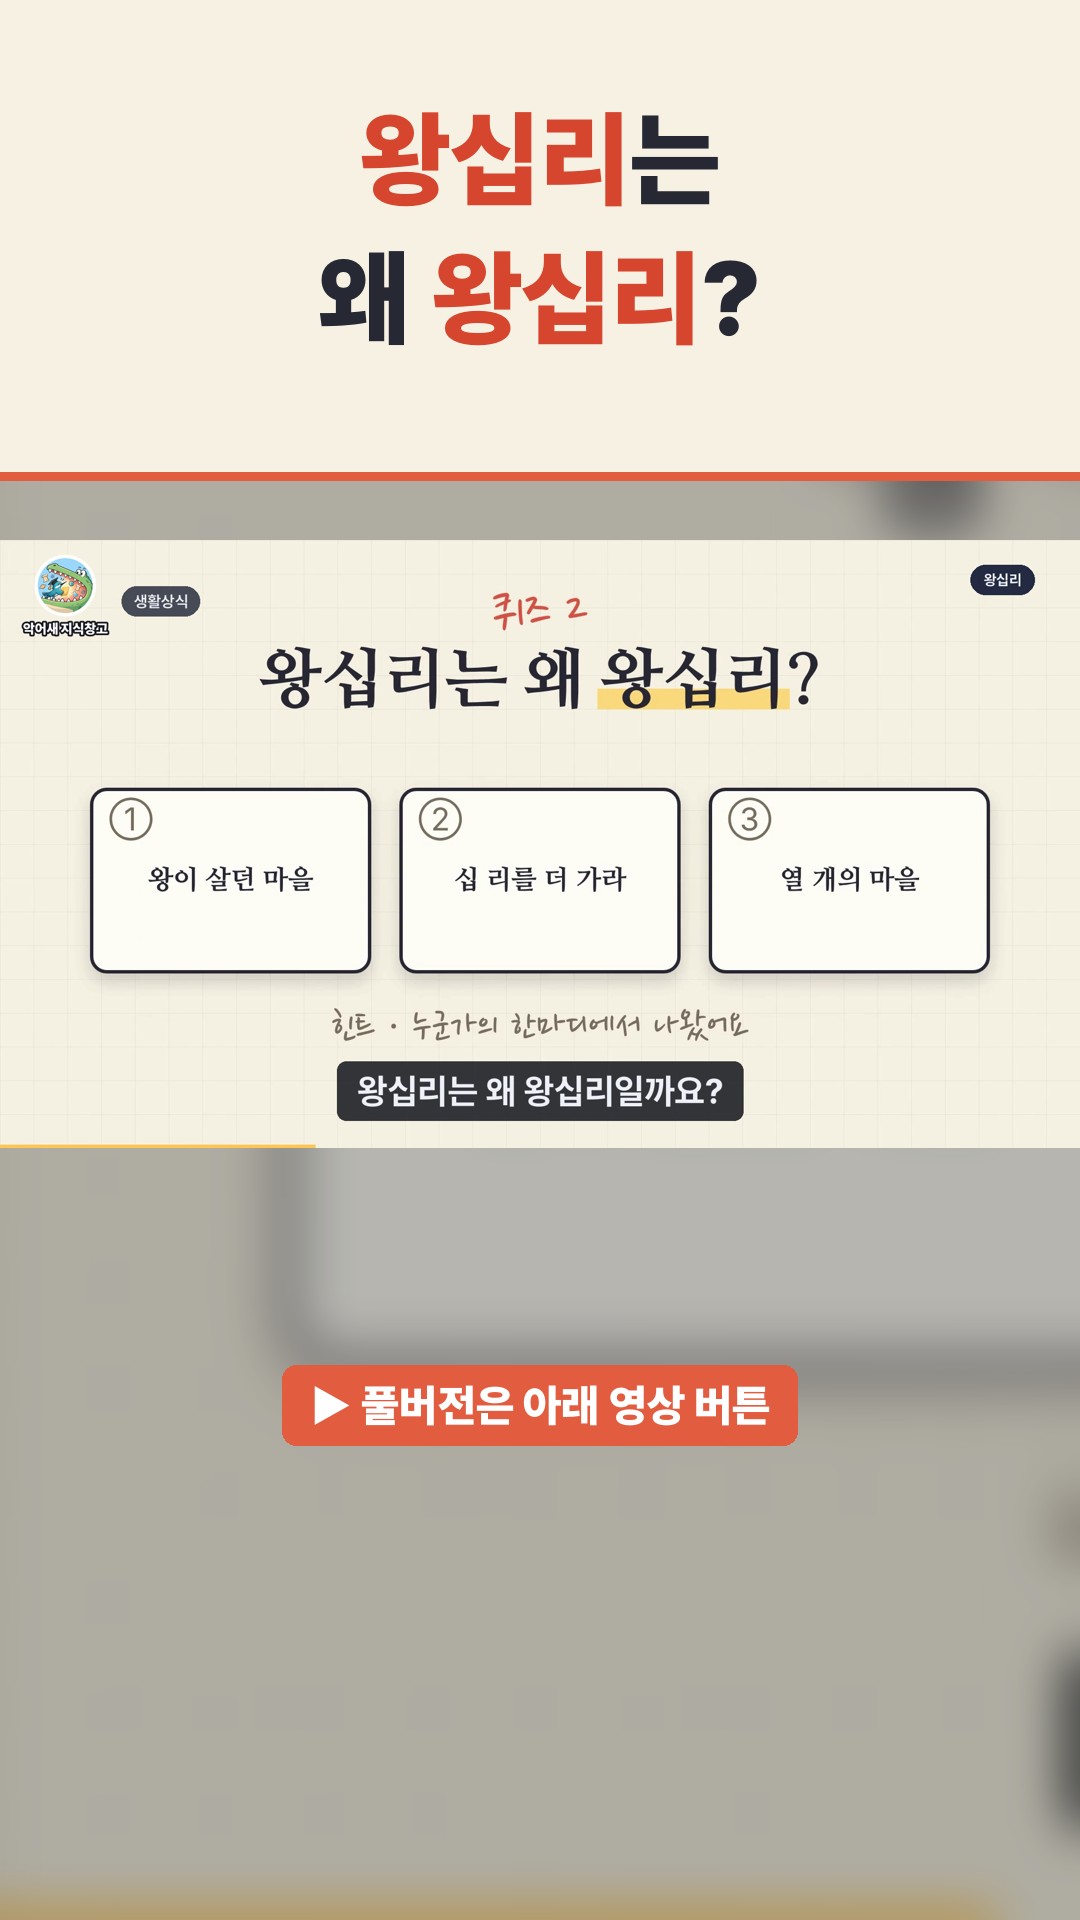 왕십리는
왜 왕십리?
악어새 지식창고
생활상식
왕십리
퀴즈 2
왕십리는 왜 왕십리?
①
왕이 살던 마을
②
십 리를 더 가라
③
열 개의 마을
힌트 · 누군가의 한마디에서 나왔어요
왕십리는 왜 왕십리일까요?
▶ 풀버전은 아래 영상 버튼